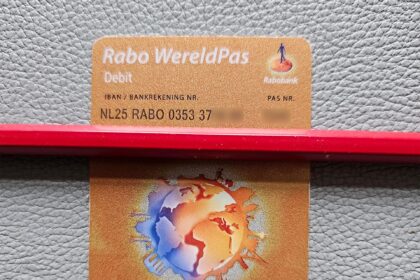 Rabo WereldPas
Debit
Rabobank
IBAN / BANKREKENING NR. PAS NR.
NL25 RABO 0353 37